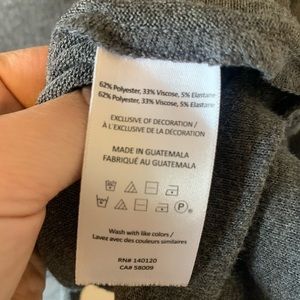 62% Polyester, 33% Viscose, 5% Elastane
62% Polyester, 33% Viscose, 5% Elastane
EXCLUSIVE OF DECORATION /
À L'EXCLUSION DE LA DÉCORATION
MADE IN GUATEMALA
FABRIQUÉ AU GUATEMALA
P
Wash with like colors /
Lavez avec des couleurs similaires
RN# 140120
CA# 58009